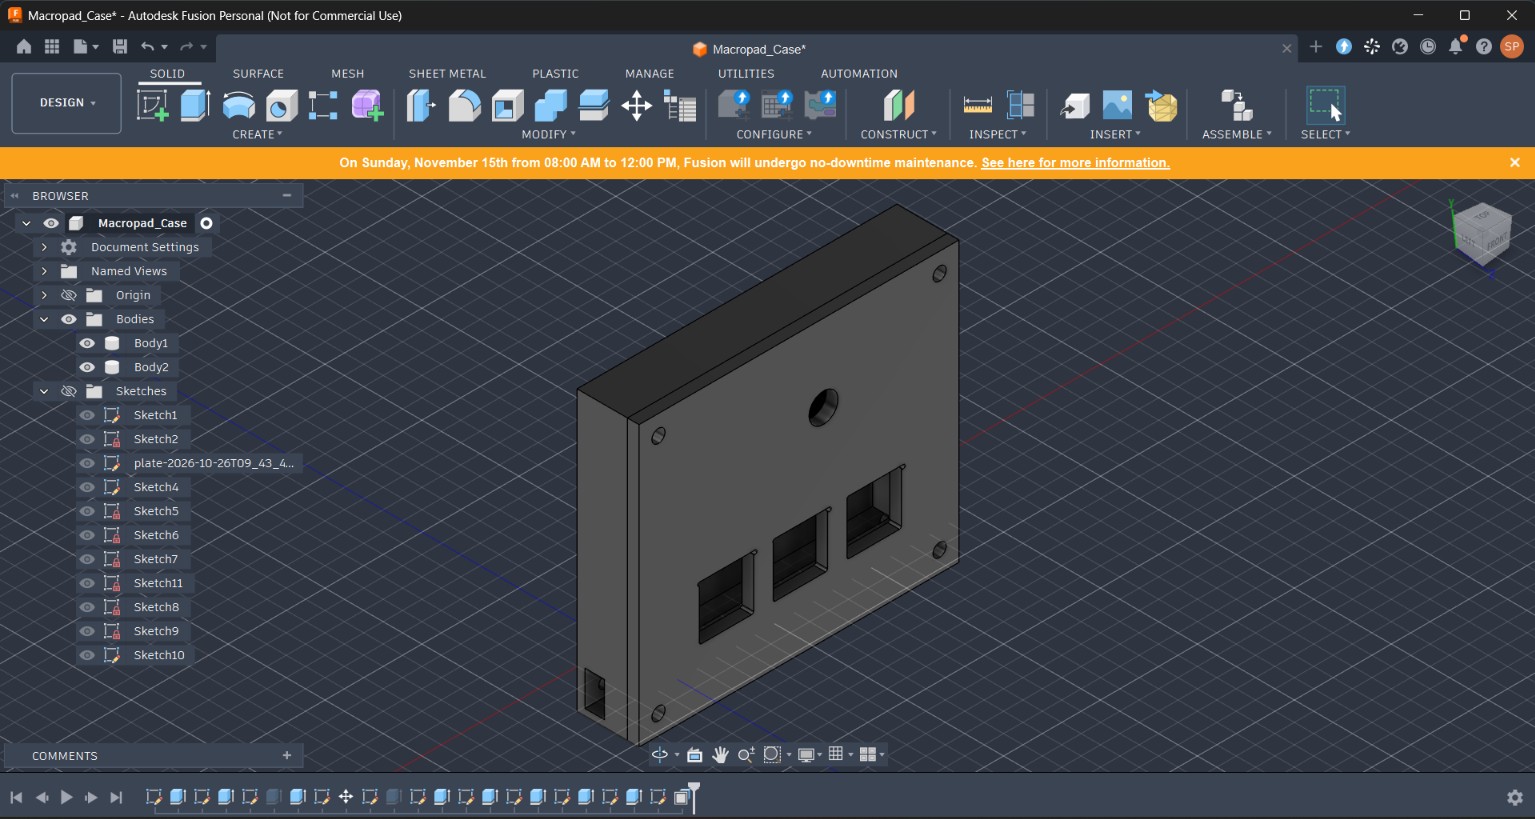 Macropad_Case* - Autodesk Fusion Personal (Not for Commercial Use)
Macropad_Case*
SP
DESIGN
SOLID SURFACE MESH SHEET METAL PLASTIC MANAGE UTILITIES AUTOMATION
CREATE MODIFY CONFIGURE CONSTRUCT INSPECT INSERT ASSEMBLE SELECT
On Sunday, November 15th from 08:00 AM to 12:00 PM, Fusion will undergo no-downtime maintenance. See here for more information.
BROWSER
Macropad_Case
Document Settings
Named Views
Origin
Bodies
Body1
Body2
Sketches
Sketch1
Sketch2
plate-2026-10-26T09_43_4...
Sketch4
Sketch5
Sketch6
Sketch7
Sketch11
Sketch8
Sketch9
Sketch10
Y
TOP
LEFT FRONT
COMMENTS